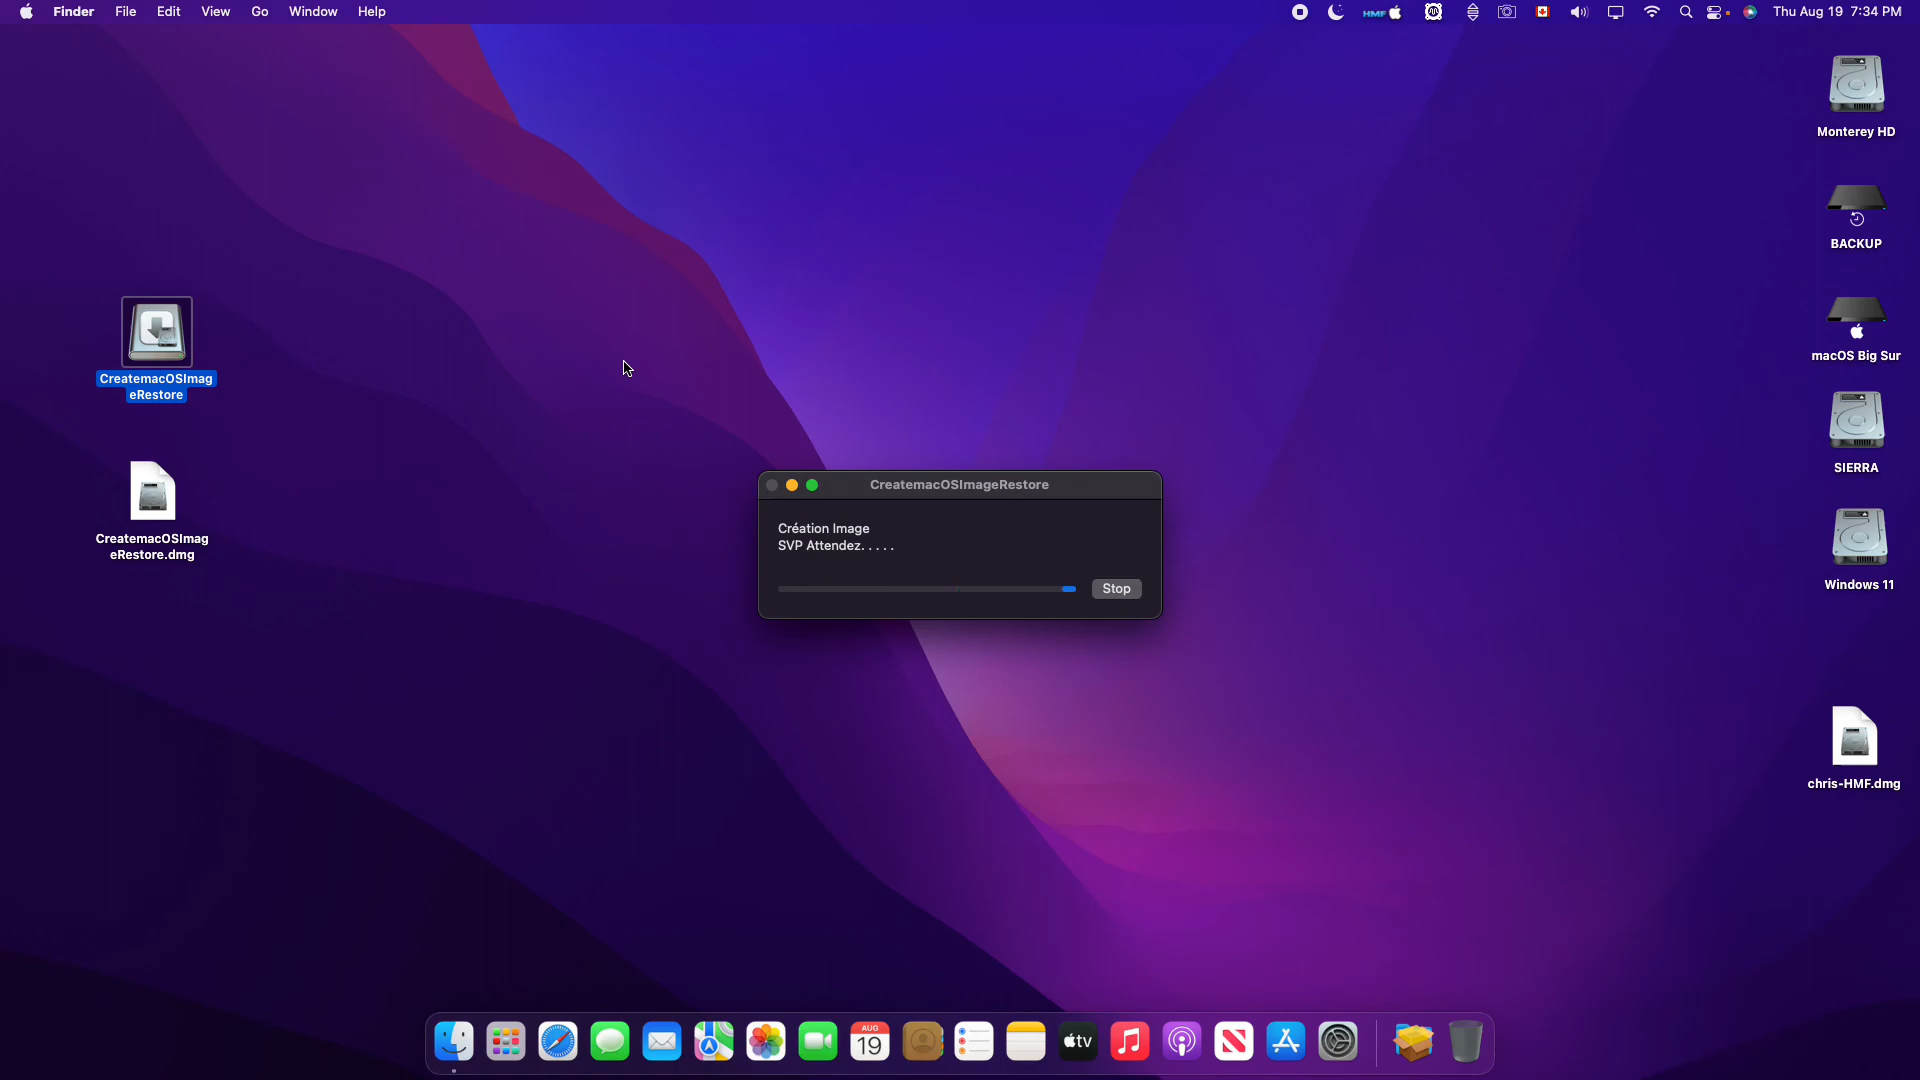 Finder File Edit View Go Window Help
HMF
Thu Aug 19 7:34 PM
Monterey HD
BACKUP
macOS Big Sur
SIERRA
Windows 11
chris-HMF.dmg
CreatemacOSImag
eRestore
CreatemacOSImag
eRestore.dmg
CreatemacOSImageRestore
Création Image
SVP Attendez. . . . .
Stop
AUG
19
tv